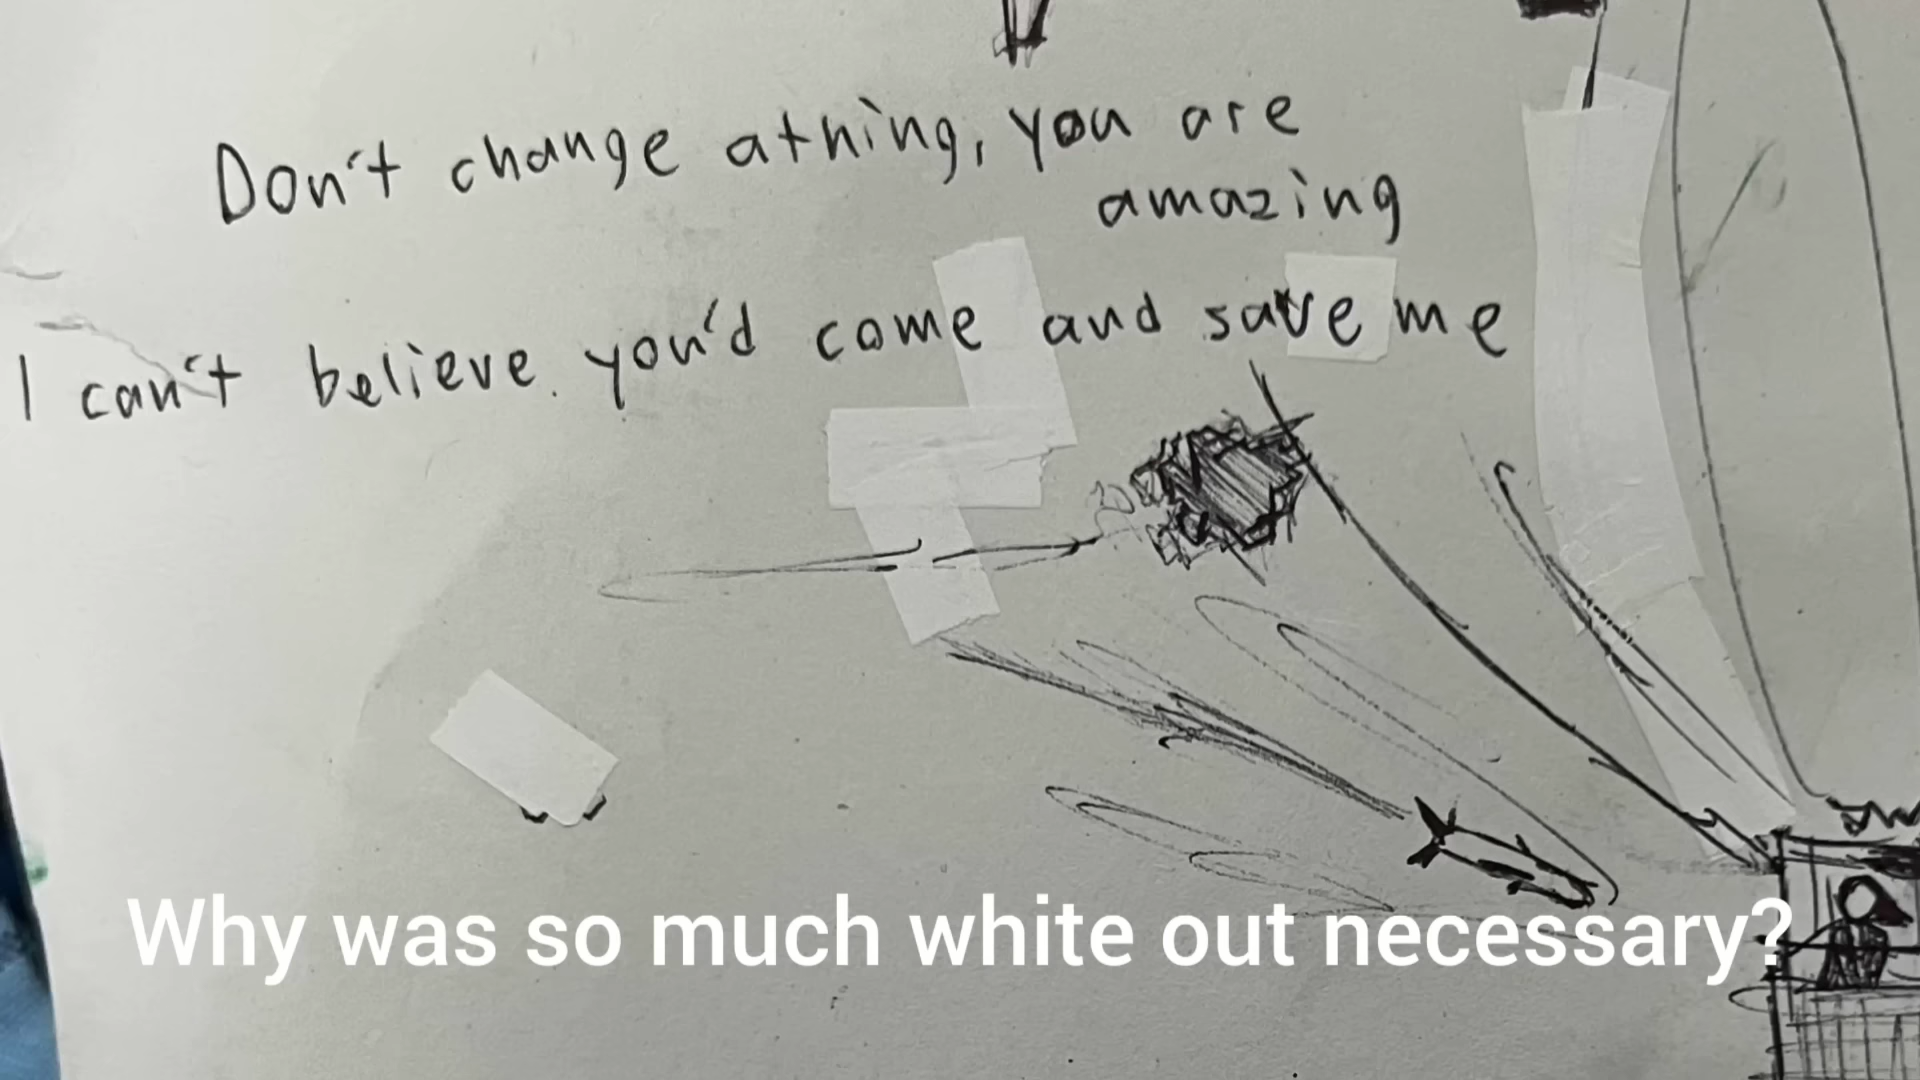 Don't change athing, you are
amazing
I can't believe you'd come and save me
Why was so much white out necessary?